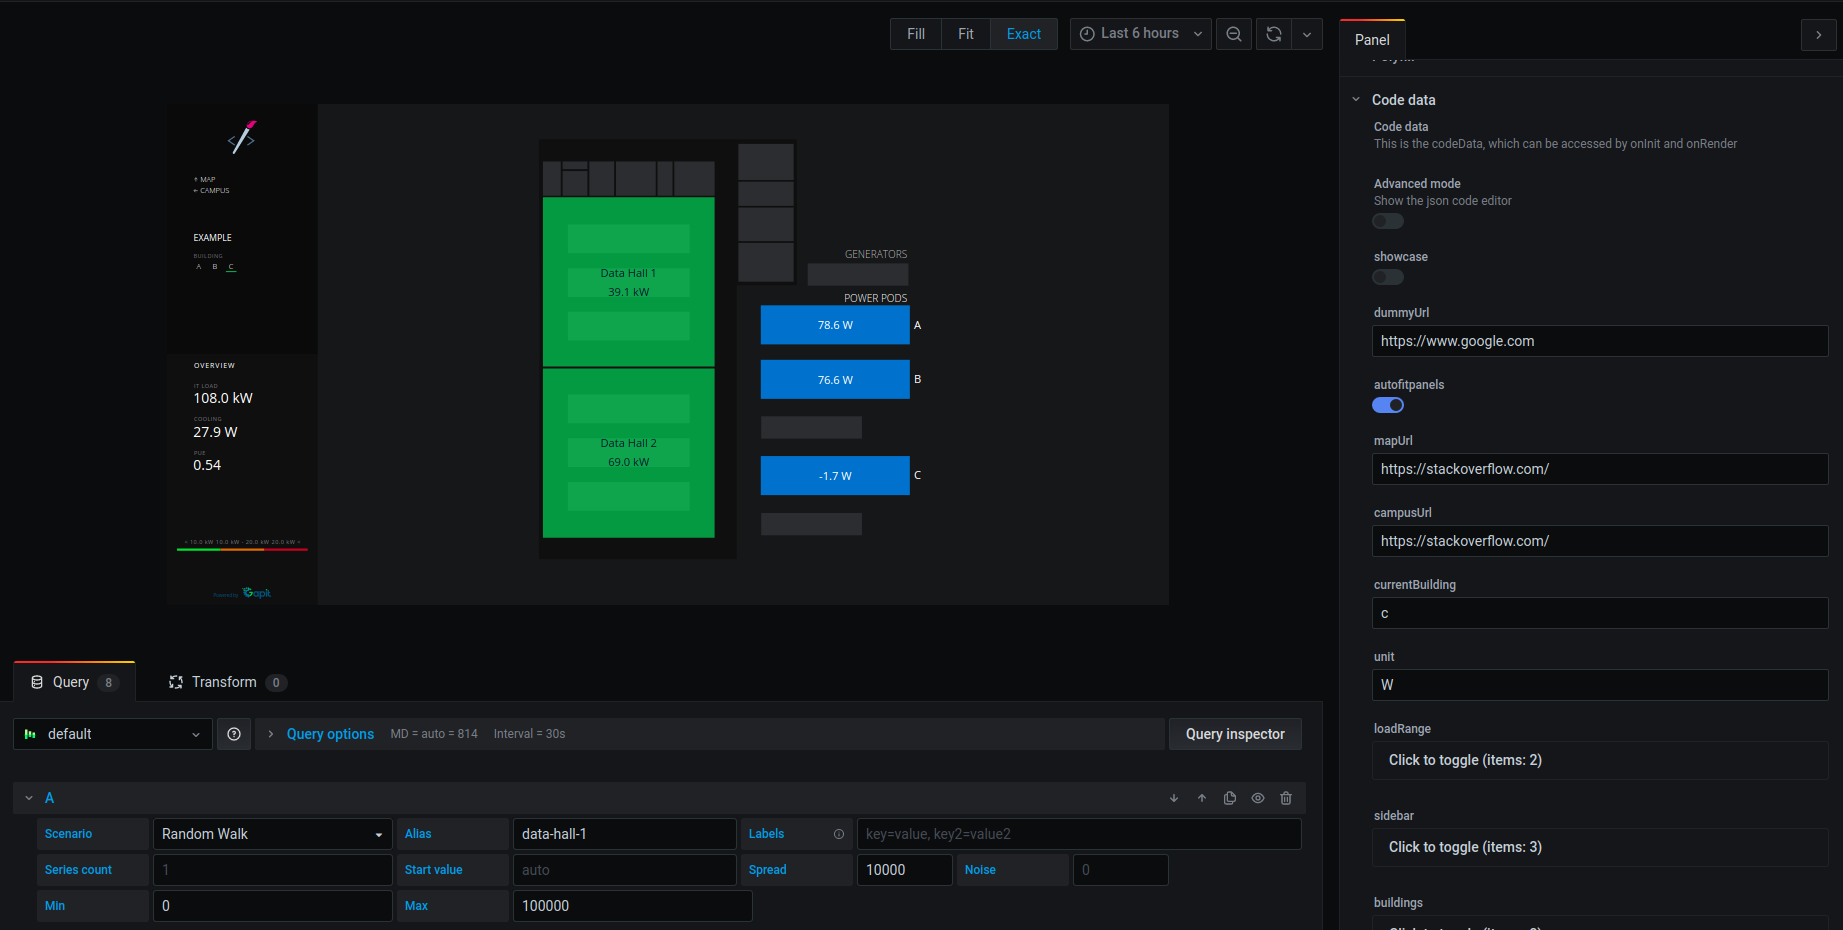 Fill Fit Exact Last 6 hours
Panel
MAP
CAMPUS
EXAMPLE
BUILDING
A B C
OVERVIEW
IT LOAD
108.0 kW
COOLING
27.9 W
PUE
0.54
< 10.0 kW 10.0 kW - 20.0 kW 20.0 kW >
Powered by GapIt
Data Hall 1
39.1 kW
Data Hall 2
69.0 kW
GENERATORS
POWER PODS
78.6 W A
76.6 W B
-1.7 W C
Query 8 Transform 0
default Query options MD = auto = 814 Interval = 30s Query inspector
A
Scenario Random Walk Alias data-hall-1 Labels key=value, key2=value2
Series count 1 Start value auto Spread 10000 Noise 0
Min 0 Max 100000
Code data
Code data
This is the codeData, which can be accessed by onInit and onRender
Advanced mode
Show the json code editor
showcase
dummyUrl
https://www.google.com
autofitpanels
mapUrl
https://stackoverflow.com/
campusUrl
https://stackoverflow.com/
currentBuilding
c
unit
W
loadRange
Click to toggle (items: 2)
sidebar
Click to toggle (items: 3)
buildings